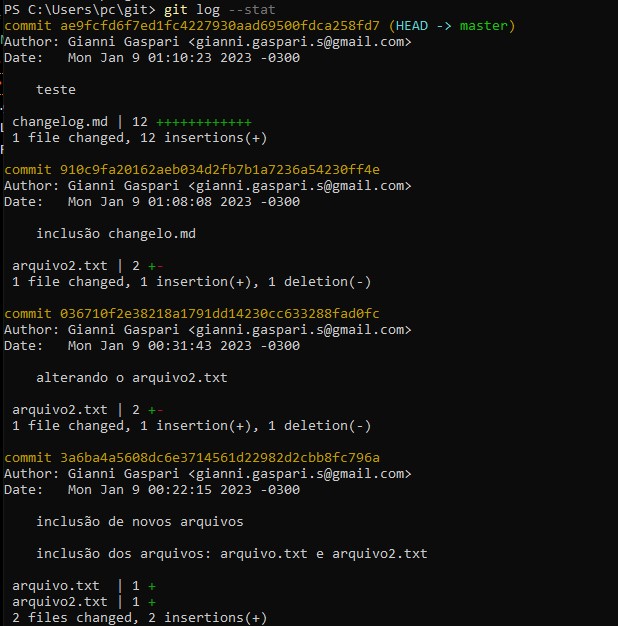 PS C:\Users\pc\git> git log --stat
commit ae9fcfd6f7ed1fc4227930aad69500fdca258fd7 (HEAD -> master)
Author: Gianni Gaspari <gianni.gaspari.s@gmail.com>
Date:   Mon Jan 9 01:10:23 2023 -0300

    teste

 changelog.md | 12 ++++++++++++
 1 file changed, 12 insertions(+)

commit 910c9fa20162aeb034d2fb7b1a7236a54230ff4e
Author: Gianni Gaspari <gianni.gaspari.s@gmail.com>
Date:   Mon Jan 9 01:08:08 2023 -0300

    inclusão changelo.md

 arquivo2.txt | 2 +-
 1 file changed, 1 insertion(+), 1 deletion(-)

commit 036710f2e38218a1791dd14230cc633288fad0fc
Author: Gianni Gaspari <gianni.gaspari.s@gmail.com>
Date:   Mon Jan 9 00:31:43 2023 -0300

    alterando o arquivo2.txt

 arquivo2.txt | 2 +-
 1 file changed, 1 insertion(+), 1 deletion(-)

commit 3a6ba4a5608dc6e3714561d22982d2cbb8fc796a
Author: Gianni Gaspari <gianni.gaspari.s@gmail.com>
Date:   Mon Jan 9 00:22:15 2023 -0300

    inclusão de novos arquivos

    inclusão dos arquivos: arquivo.txt e arquivo2.txt

 arquivo.txt  | 1 +
 arquivo2.txt | 1 +
 2 files changed, 2 insertions(+)